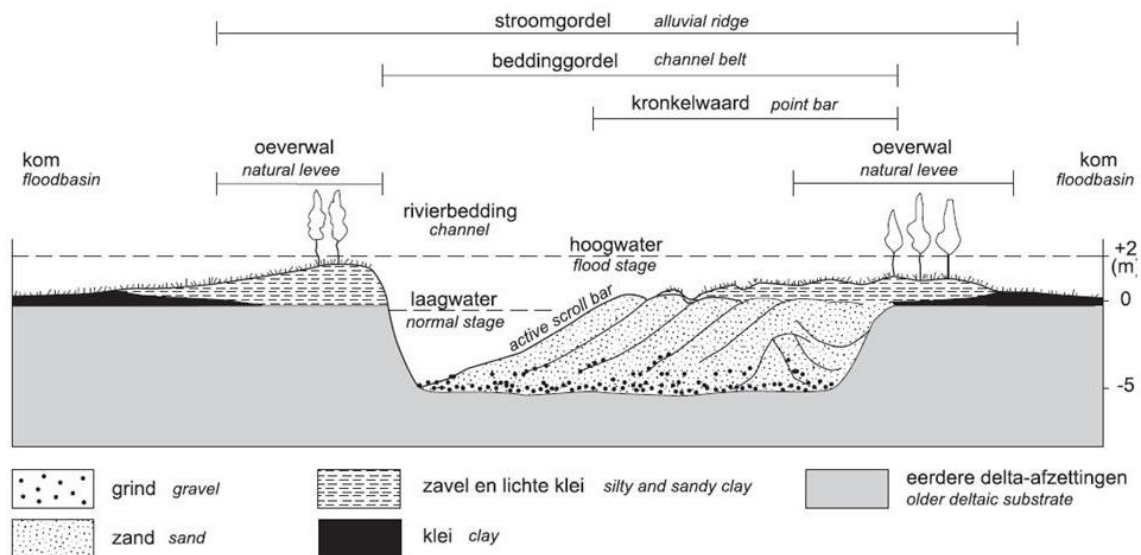 stroomgordel alluvial ridge
beddinggordel channel belt
kronkelwaard point bar
kom
floodbasin
oeverwal
natural levee
oeverwal
natural levee
kom
floodbasin
rivierbedding
channel
hoogwater
flood stage
+2
(m)
laagwater
normal stage
active scroll bar
0
-5
grind gravel
zavel en lichte klei silty and sandy clay
eerdere delta-afzettingen
older deltaic substrate
zand sand
klei clay